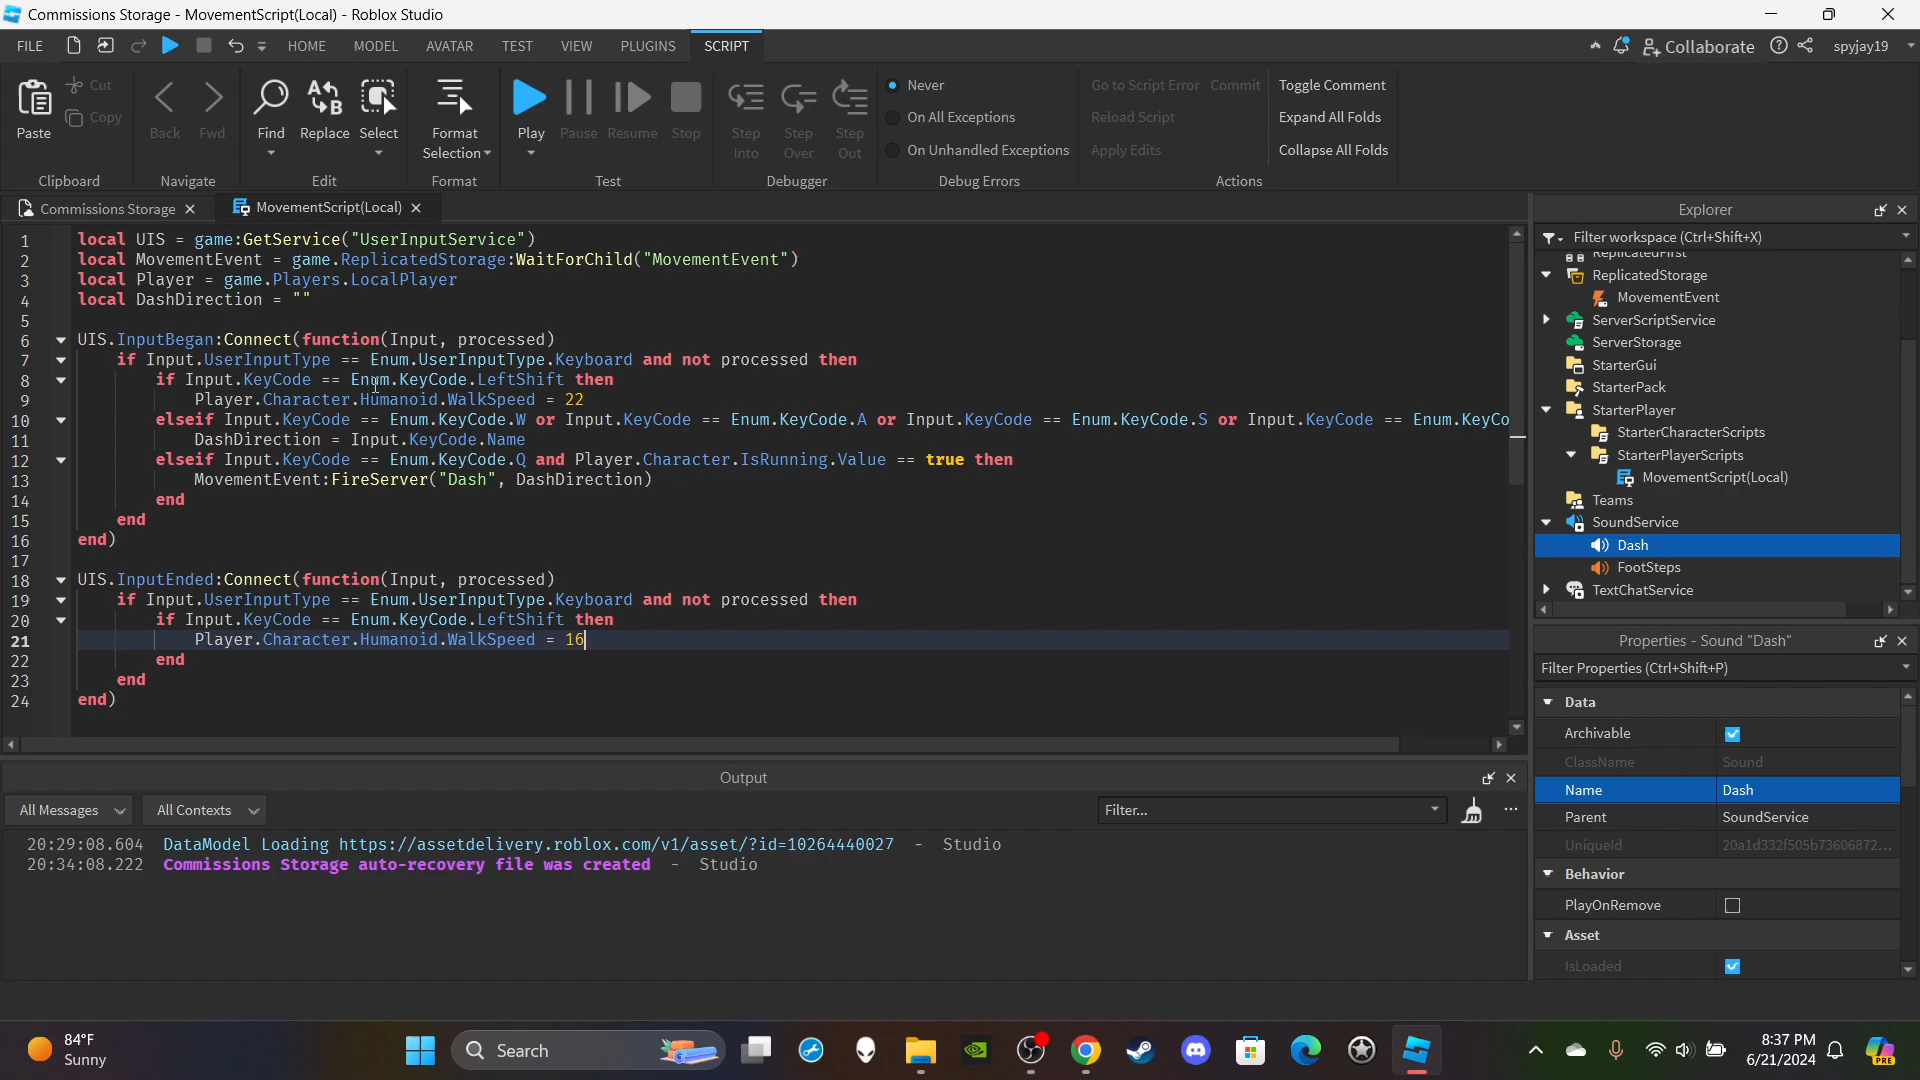 Commissions Storage - MovementScript(Local) - Roblox Studio
FILE HOME MODEL AVATAR TEST VIEW PLUGINS SCRIPT Collaborate spyjay19
Paste Cut Copy Back Fwd Find Replace Select Format Selection Play Pause Resume Stop Step Into Step Over Step Out
Never
On All Exceptions
On Unhandled Exceptions
Go to Script Error Commit
Reload Script
Apply Edits
Toggle Comment
Expand All Folds
Collapse All Folds
Clipboard Navigate Edit Format Test Debugger Debug Errors Actions
Commissions Storage MovementScript(Local)
1 local UIS = game:GetService("UserInputService")
2 local MovementEvent = game.ReplicatedStorage:WaitForChild("MovementEvent")
3 local Player = game.Players.LocalPlayer
4 local DashDirection = ""
5
6 UIS.InputBegan:Connect(function(Input, processed)
7 if Input.UserInputType == Enum.UserInputType.Keyboard and not processed then
8 if Input.KeyCode == Enum.KeyCode.LeftShift then
9 Player.Character.Humanoid.WalkSpeed = 22
10 elseif Input.KeyCode == Enum.KeyCode.W or Input.KeyCode == Enum.KeyCode.A or Input.KeyCode == Enum.KeyCode.S or Input.KeyCode == Enum.KeyCo
11 DashDirection = Input.KeyCode.Name
12 elseif Input.KeyCode == Enum.KeyCode.Q and Player.Character.IsRunning.Value == true then
13 MovementEvent:FireServer("Dash", DashDirection)
14 end
15 end
16 end)
17
18 UIS.InputEnded:Connect(function(Input, processed)
19 if Input.UserInputType == Enum.UserInputType.Keyboard and not processed then
20 if Input.KeyCode == Enum.KeyCode.LeftShift then
21 Player.Character.Humanoid.WalkSpeed = 16
22 end
23 end
24 end)
Output
All Messages All Contexts Filter...
20:29:08.604 DataModel Loading https://assetdelivery.roblox.com/v1/asset/?id=10264440027 - Studio
20:34:08.222 Commissions Storage auto-recovery file was created - Studio
Explorer
Filter workspace (Ctrl+Shift+X)
ReplicatedFirst
ReplicatedStorage
MovementEvent
ServerScriptService
ServerStorage
StarterGui
StarterPack
StarterPlayer
StarterCharacterScripts
StarterPlayerScripts
MovementScript(Local)
Teams
SoundService
Dash
FootSteps
TextChatService
Properties - Sound "Dash"
Filter Properties (Ctrl+Shift+P)
Data
Archivable
ClassName Sound
Name Dash
Parent SoundService
UniqueId 20a1d332f505b73606872...
Behavior
PlayOnRemove
Asset
IsLoaded
84°F
Sunny
Search
PRE
8:37 PM
6/21/2024